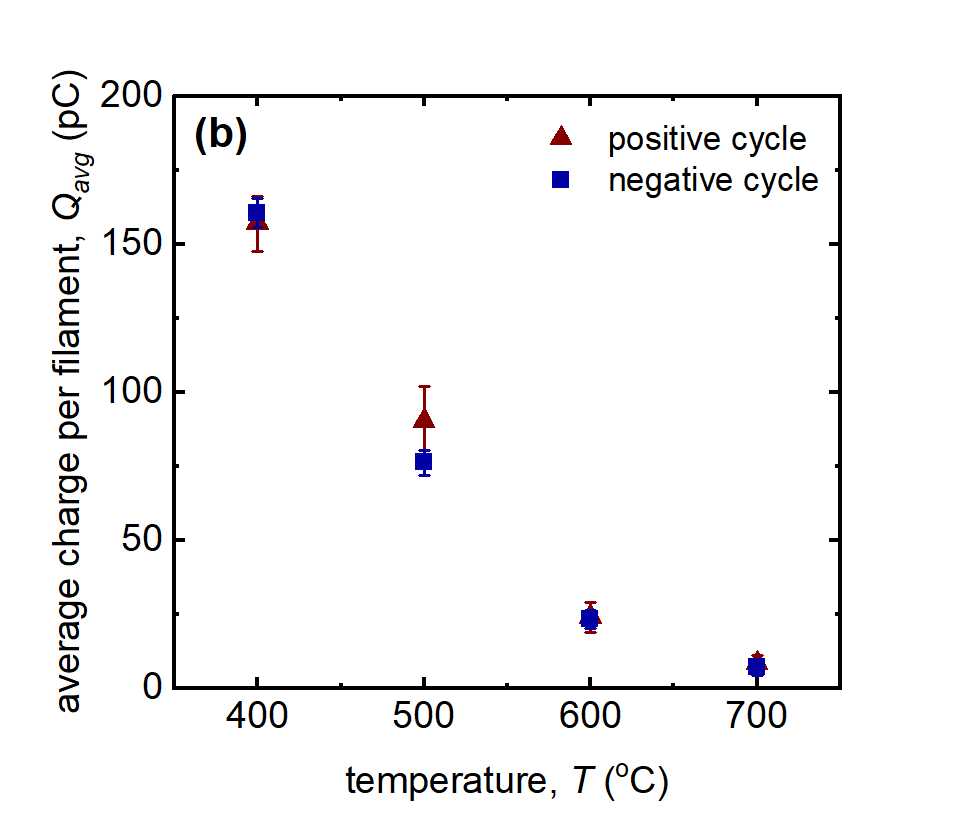 (b)
positive cycle
negative cycle
average charge per filament, Qavg (pC)
200
150
100
50
0
400 500 600 700
temperature, T (oC)